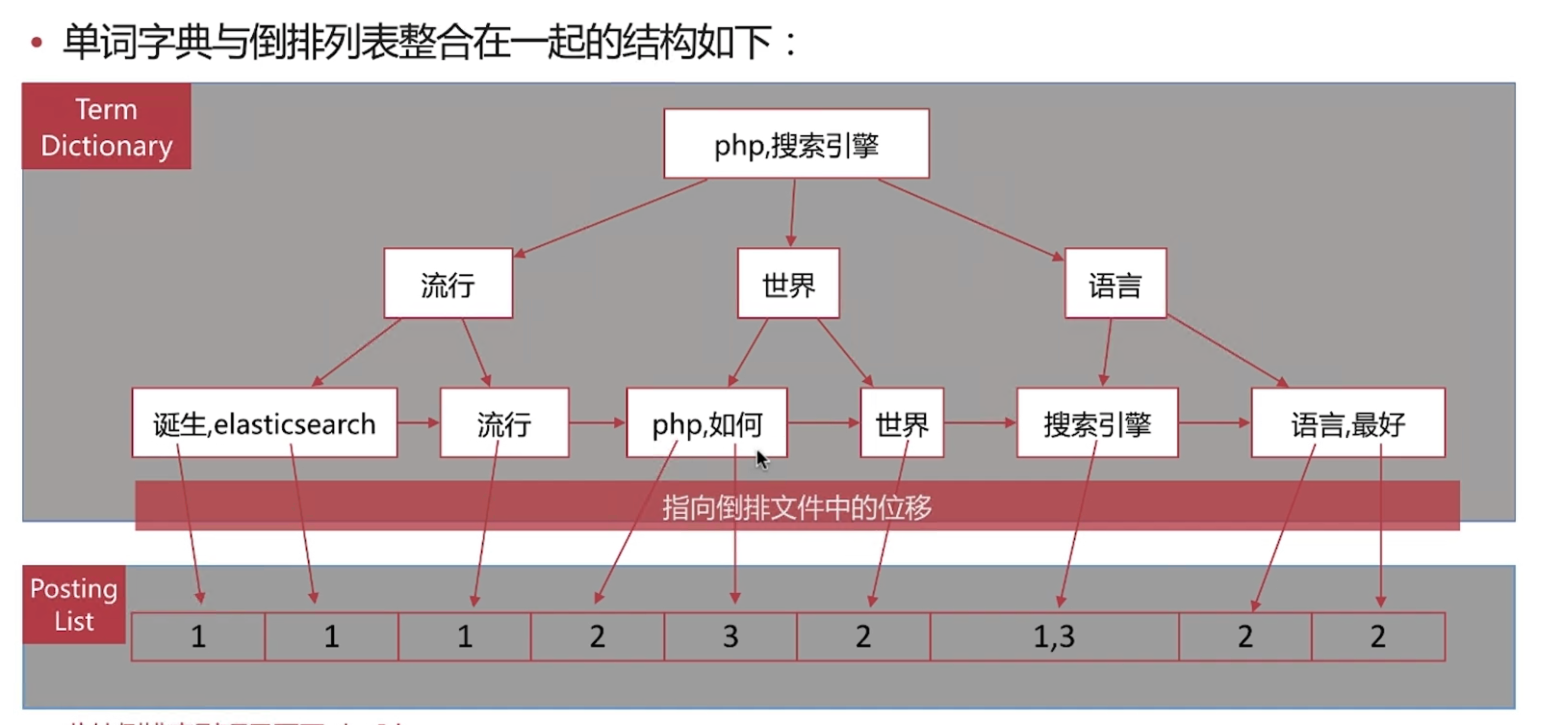 • 单词字典与倒排列表整合在一起的结构如下：
Term
Dictionary
php,搜索引擎
流行
世界
语言
诞生,elasticsearch
流行
php,如何
世界
搜索引擎
语言,最好
指向倒排文件中的位移
Posting
List
1
1
1
2
3
2
1,3
2
2